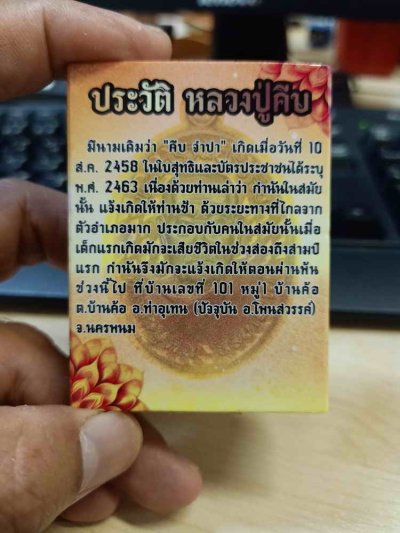 ประวัติ หลวงปู่คีบ
มีนามเดิมว่า "คีบ จำปา" เกิดเมื่อวันที่ 10
ส.ค. 2458 ในใบสุทธิและบัตรประชาชนได้ระบุ
พ.ศ. 2463 เนื่องด้วยท่านเล่าว่า กำนันในสมัย
นั้น แจ้งเกิดให้ท่านช้า ด้วยระยะทางที่ไกลจาก
ตัวอำเภอมาก ประกอบกับคนในสมัยนั้นเมื่อ
เด็กแรกเกิดมักจะเสียชีวิตในช่วงสองถึงสามปี
แรก กำนันจึงมักจะแจ้งเกิดให้ตอนผ่านพ้น
ช่วงนี้ไป ที่บ้านเลขที่ 101 หมู่1 บ้านค้อ
ต.บ้านค้อ อ.ท่าอุเทน (ปัจจุบัน อ.โพนสวรรค์)
จ.นครพนม